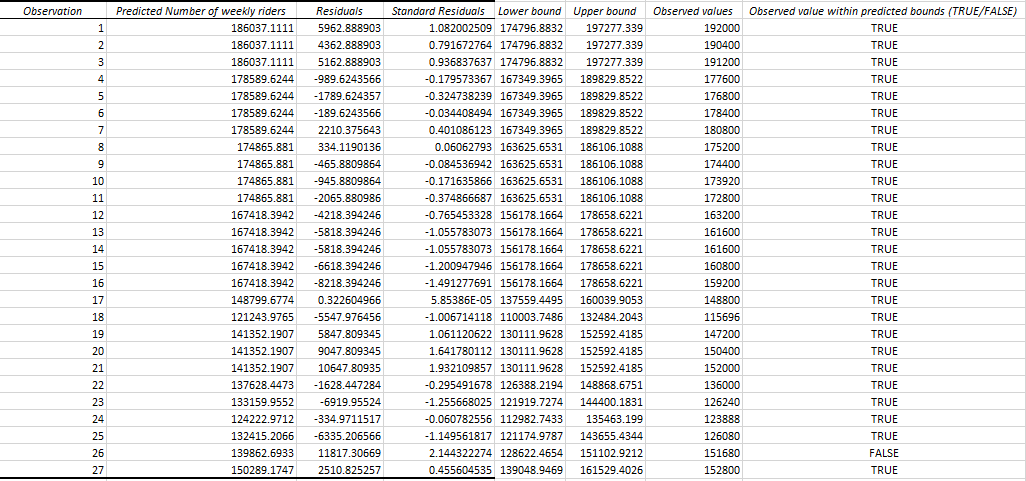 Observation Predicted Number of weekly riders Residuals Standard Residuals Lower bound Upper bound Observed values Observed value within predicted bounds (TRUE/FALSE)
1 186037.1111 5962.888903 1.082002509 174796.8832 197277.339 192000 TRUE
2 186037.1111 4362.888903 0.791672764 174796.8832 197277.339 190400 TRUE
3 186037.1111 5162.888903 0.936837637 174796.8832 197277.339 191200 TRUE
4 178589.6244 -989.6243566 -0.179573367 167349.3965 189829.8522 177600 TRUE
5 178589.6244 -1789.624357 -0.324738239 167349.3965 189829.8522 176800 TRUE
6 178589.6244 -189.6243566 -0.034408494 167349.3965 189829.8522 178400 TRUE
7 178589.6244 2210.375643 0.401086123 167349.3965 189829.8522 180800 TRUE
8 174865.881 334.1190136 0.06062793 163625.6531 186106.1088 175200 TRUE
9 174865.881 -465.8809864 -0.084536942 163625.6531 186106.1088 174400 TRUE
10 174865.881 -945.8809864 -0.171635866 163625.6531 186106.1088 173920 TRUE
11 174865.881 -2065.880986 -0.374866687 163625.6531 186106.1088 172800 TRUE
12 167418.3942 -4218.394246 -0.765453328 156178.1664 178658.6221 163200 TRUE
13 167418.3942 -5818.394246 -1.055783073 156178.1664 178658.6221 161600 TRUE
14 167418.3942 -5818.394246 -1.055783073 156178.1664 178658.6221 161600 TRUE
15 167418.3942 -6618.394246 -1.200947946 156178.1664 178658.6221 160800 TRUE
16 167418.3942 -8218.394246 -1.491277691 156178.1664 178658.6221 159200 TRUE
17 148799.6774 0.322604966 5.85386E-05 137559.4495 160039.9053 148800 TRUE
18 121243.9765 -5547.976456 -1.006714118 110003.7486 132484.2043 115696 TRUE
19 141352.1907 5847.809345 1.061120622 130111.9628 152592.4185 147200 TRUE
20 141352.1907 9047.809345 1.641780112 130111.9628 152592.4185 150400 TRUE
21 141352.1907 10647.80935 1.932109857 130111.9628 152592.4185 152000 TRUE
22 137628.4473 -1628.447284 -0.295491678 126388.2194 148868.6751 136000 TRUE
23 133159.9552 -6919.95524 -1.255668025 121919.7274 144400.1831 126240 TRUE
24 124222.9712 -334.9711517 -0.060782556 112982.7433 135463.199 123888 TRUE
25 132415.2066 -6335.206566 -1.149561817 121174.9787 143655.4344 126080 TRUE
26 139862.6933 11817.30669 2.144322274 128622.4654 151102.9212 151680 FALSE
27 150289.1747 2510.825257 0.455604535 139048.9469 161529.4026 152800 TRUE